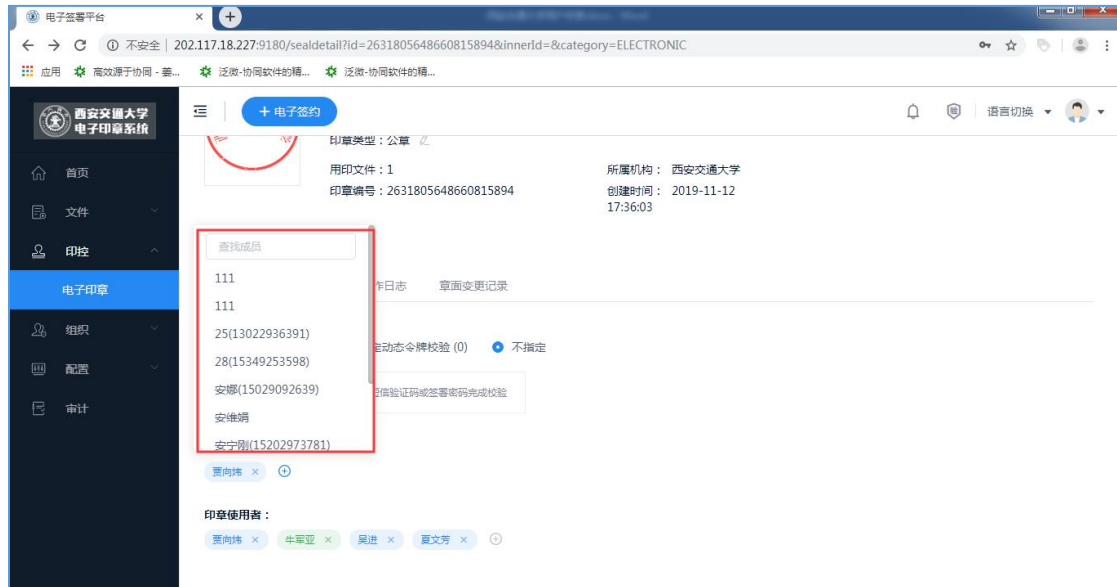 电子签署平台
不安全 202.117.18.227:9180/sealdetail?id=2631805648660815894&innerId=&category=ELECTRONIC
应用 高效源于协同 - 姜... 泛微-协同软件的精... 泛微-协同软件的精...
西安交通大学
电子印章系统
+ 电子签约
语言切换
首页
文件
印控
电子印章
组织
配置
审计
印章类型：公章
用印文件：1
所属机构： 西安交通大学
印章编号：2631805648660815894
创建时间： 2019-11-12
17:36:03
查找成员
111
111
25(13022936391)
28(15349253598)
安娜(15029092639)
安维娟
安宁刚(15202973781)
作日志 章面变更记录
定动态令牌校验 (0) 不指定
信验证码或签署密码完成校验
贾向炜 ×
印章使用者：
贾向炜 × 牛军亚 × 吴进 × 夏文芳 ×